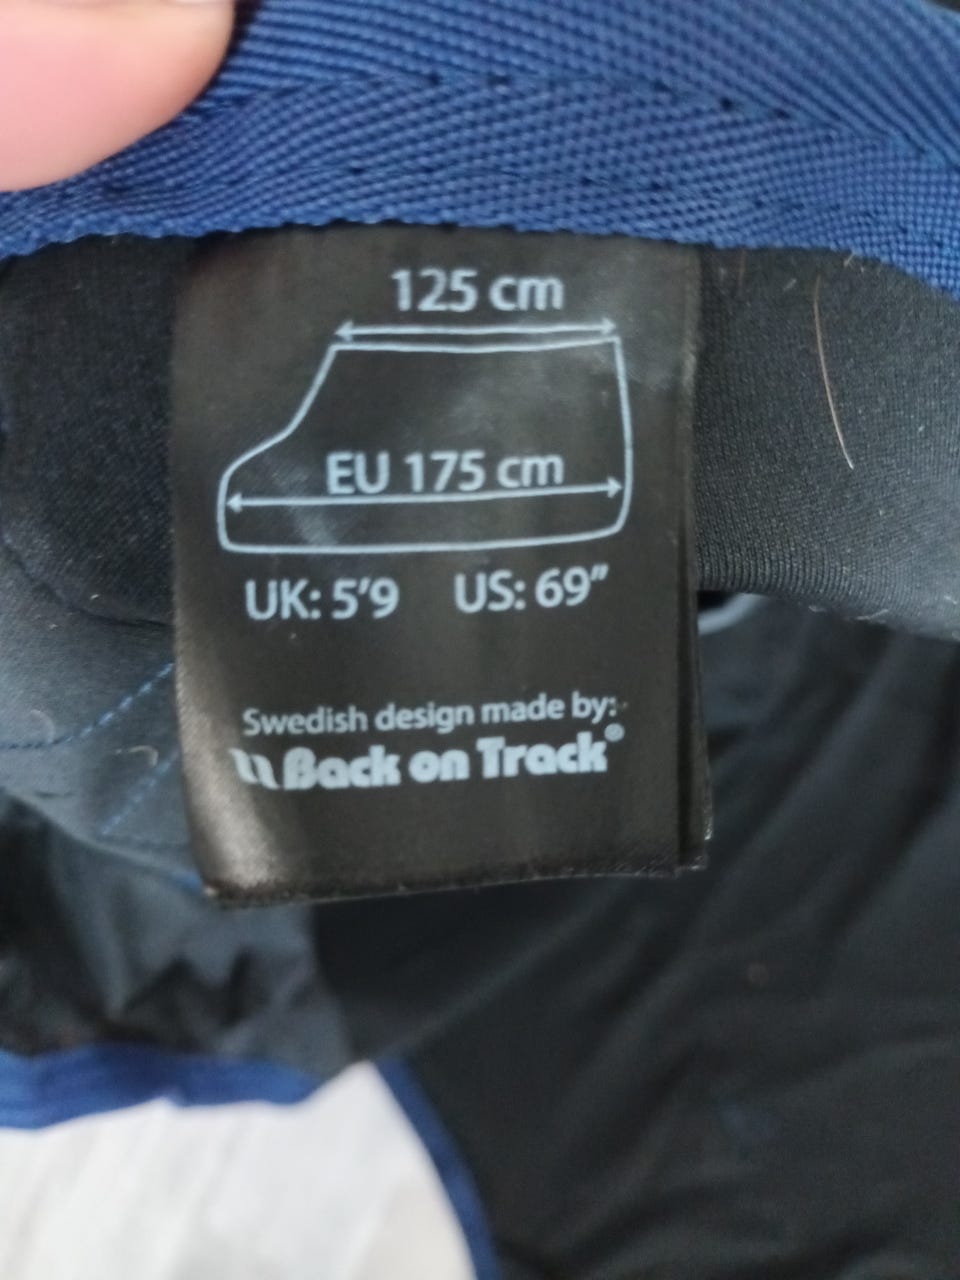 125 cm
EU 175 cm
UK: 5'9 US: 69"
Swedish design made by:
Back on Track®